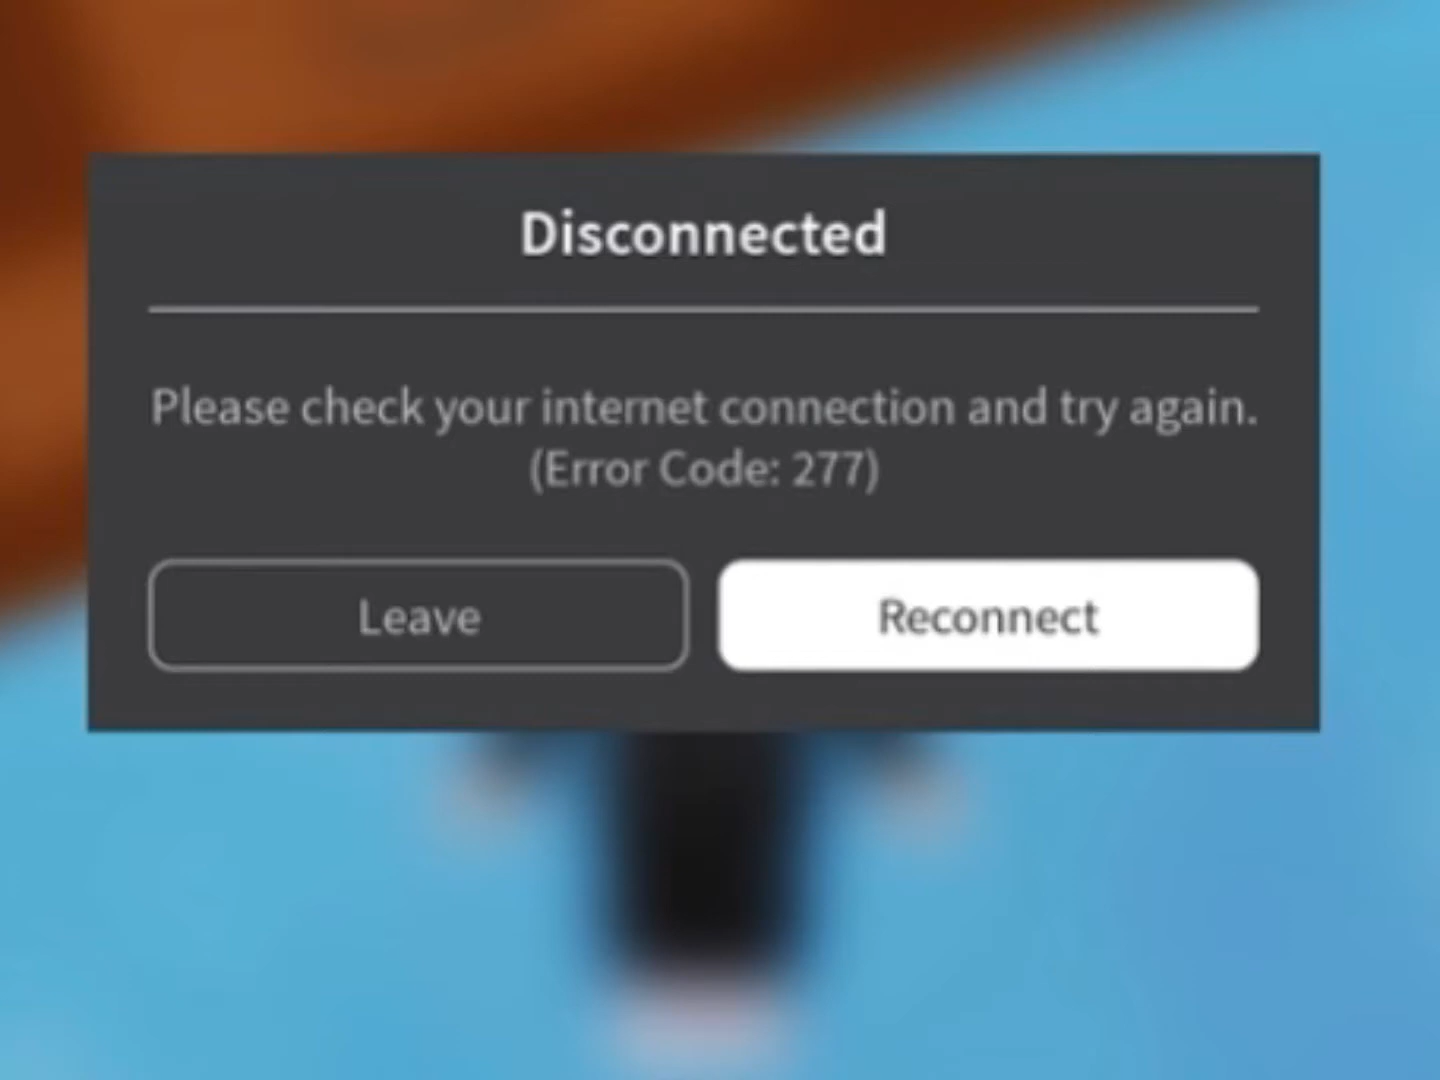 Disconnected
Please check your internet connection and try again.
(Error Code: 277)
Leave
Reconnect